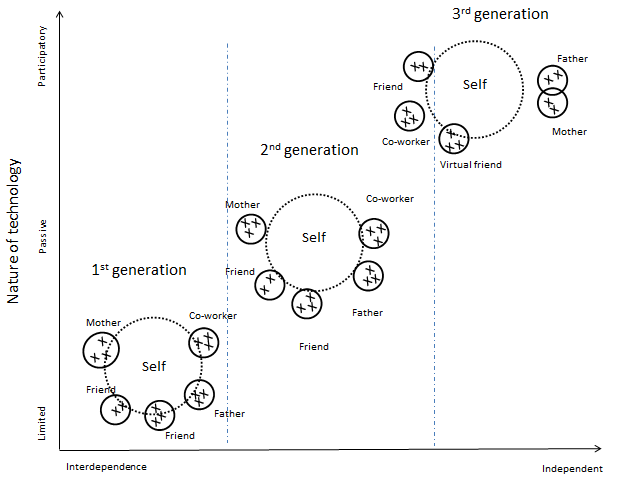 3rd generation
Participatory
Father
Friend
Self
Mother
Co-worker
Virtual friend
2nd generation
Mother
Co-worker
Nature of technology
Passive
Self
Friend
Father
Friend
1st generation
Mother
Co-worker
Self
Friend
Father
Friend
Limited
Interdependence
Independent